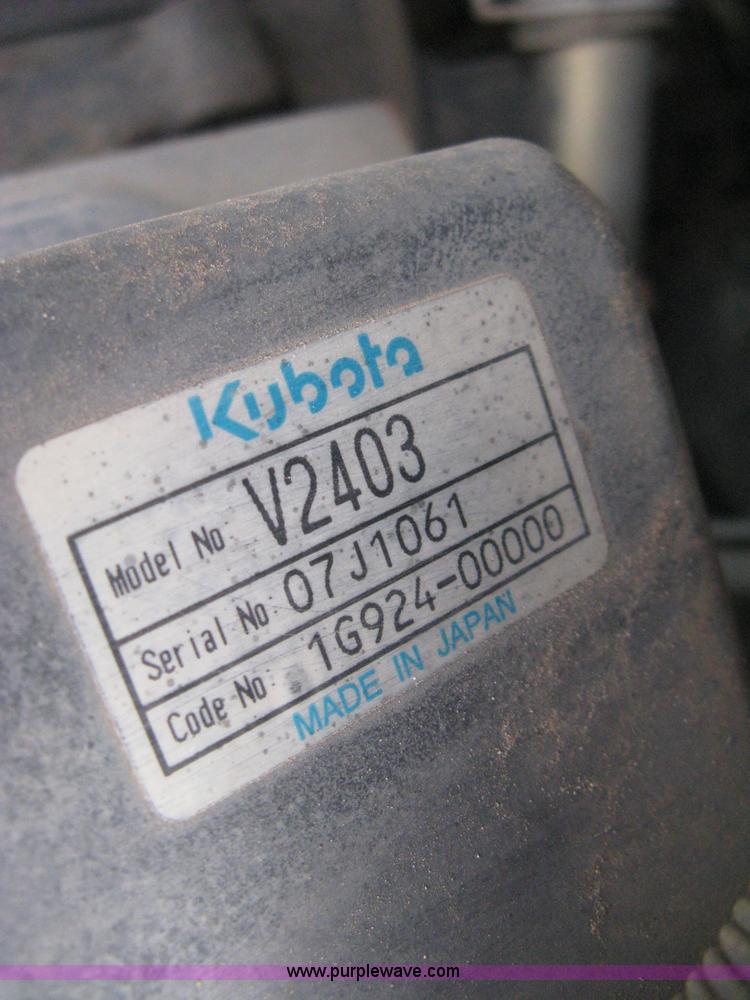 Kubota
Model No. V2403
Serial No. 07J1061
Code No. 1G924-00000
MADE IN JAPAN
www.purplewave.com